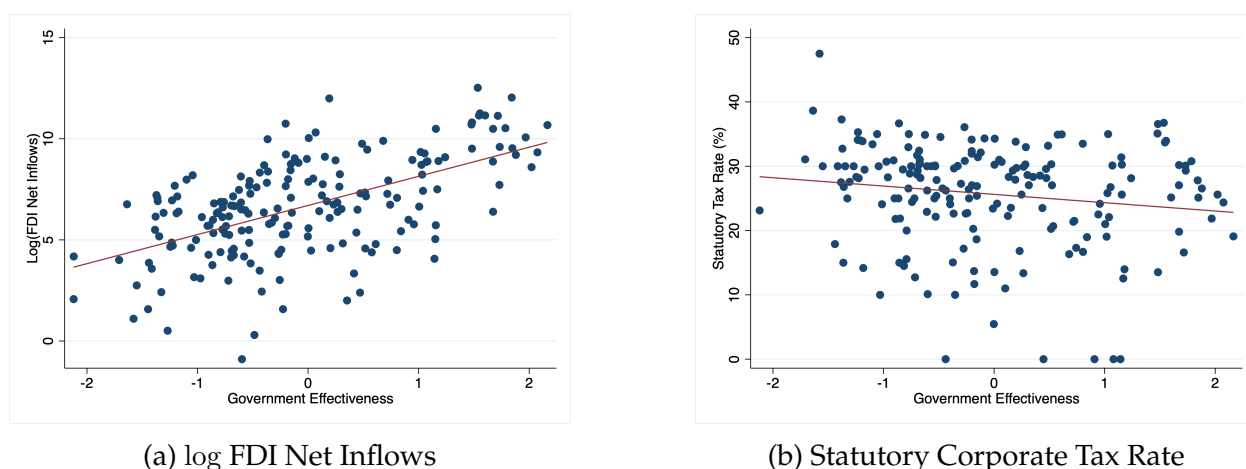 15
10
5
0
Log(FDI Net Inflows)
-2 -1 0 1 2
Government Effectiveness
(a) log FDI Net Inflows
50
40
30
20
10
0
Statutory Tax Rate (%)
-2 -1 0 1 2
Government Effectiveness
(b) Statutory Corporate Tax Rate